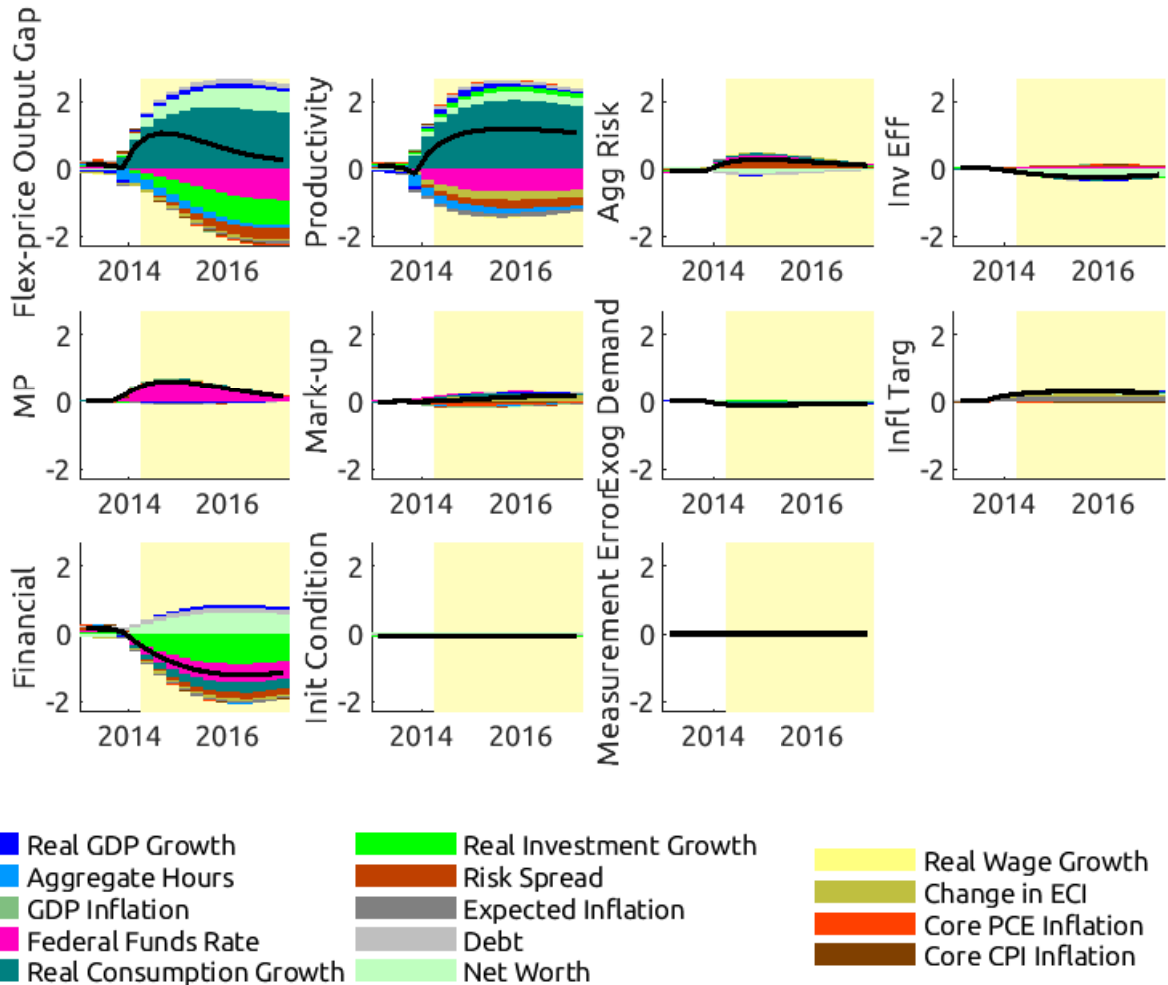 Flex-price Output Gap
2
0
-2
2014 2016
Productivity
2
0
-2
2014 2016
Agg Risk
2
0
-2
2014 2016
Inv Eff
2
0
-2
2014 2016
MP
2
0
-2
2014 2016
Mark-up
2
0
-2
2014 2016
Exog Demand
2
0
-2
2014 2016
Infl Targ
2
0
-2
2014 2016
Financial
2
0
-2
2014 2016
Init Condition
2
0
-2
2014 2016
Measurement Error
2
0
-2
2014 2016
Real GDP Growth
Aggregate Hours
GDP Inflation
Federal Funds Rate
Real Consumption Growth
Real Investment Growth
Risk Spread
Expected Inflation
Debt
Net Worth
Real Wage Growth
Change in ECI
Core PCE Inflation
Core CPI Inflation